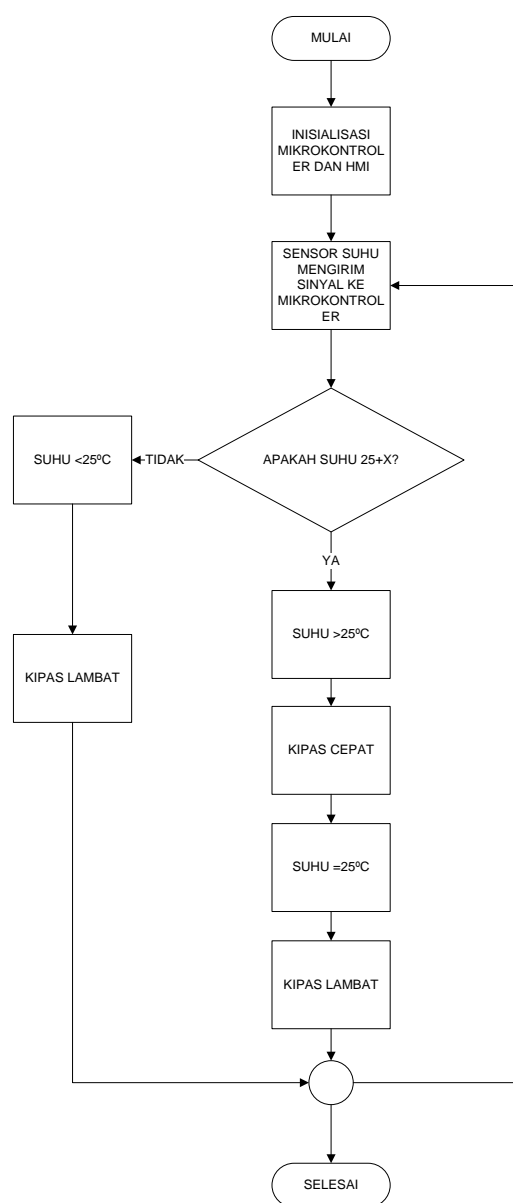 MULAI
INISIALISASI
MIKROKONTROL
ER DAN HMI
SENSOR SUHU
MENGIRIM
SINYAL KE
MIKROKONTROL
ER
APAKAH SUHU 25+X?
TIDAK
SUHU <25ºC
KIPAS LAMBAT
YA
SUHU >25ºC
KIPAS CEPAT
SUHU =25ºC
KIPAS LAMBAT
SELESAI